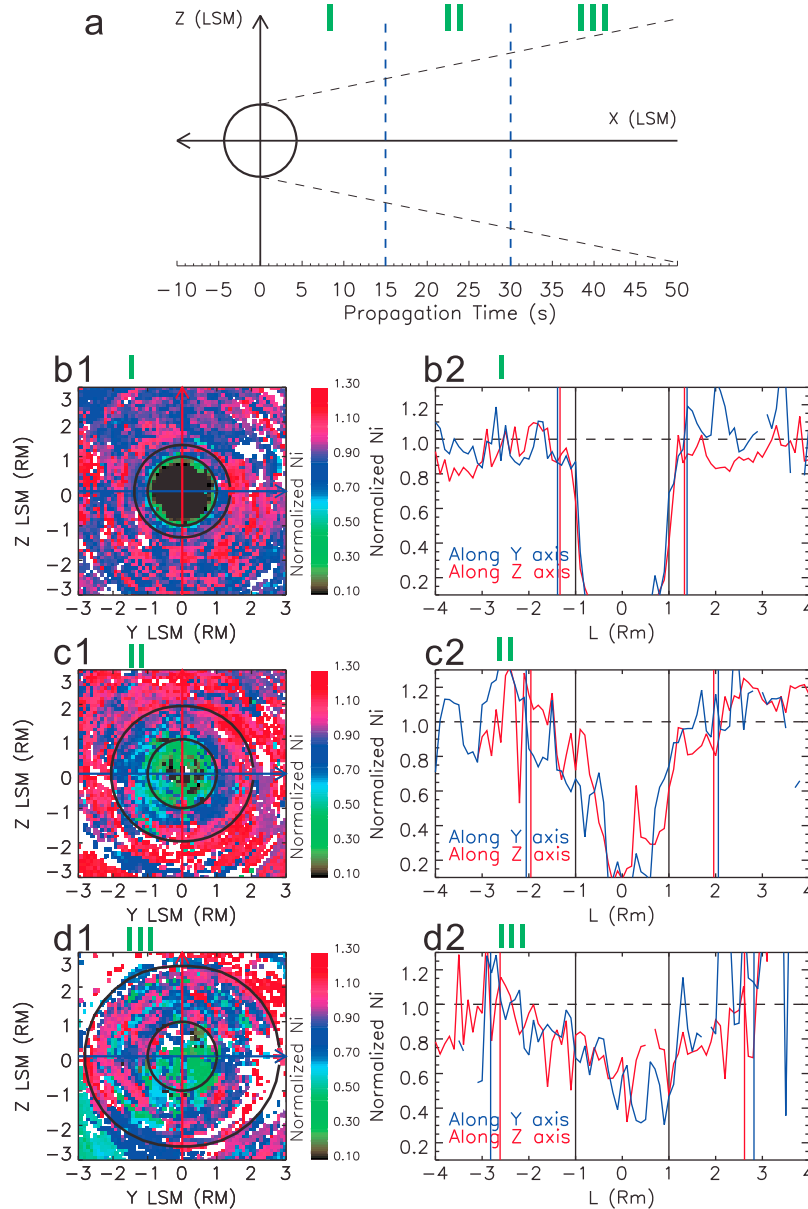 a
Z (LSM)
I II III
X (LSM)
−10 −5 0 5 10 15 20 25 30 35 40 45 50
Propagation Time (s)
b1 I
3
2
1
0
−1
−2
−3
Z LSM (RM)
−3 −2 −1 0 1 2 3
Y LSM (RM)
1.30
1.10
0.90
0.70
0.50
0.30
0.10
Normalized Ni
b2 I
1.2
1.0
0.8
0.6
0.4
0.2
Normalized Ni
Along Y axis
Along Z axis
−4 −3 −2 −1 0 1 2 3 4
L (Rm)
c1 II
3
2
1
0
−1
−2
−3
Z LSM (RM)
−3 −2 −1 0 1 2 3
Y LSM (RM)
1.30
1.10
0.90
0.70
0.50
0.30
0.10
Normalized Ni
c2 II
1.2
1.0
0.8
0.6
0.4
0.2
Normalized Ni
Along Y axis
Along Z axis
−4 −3 −2 −1 0 1 2 3 4
L (Rm)
d1 III
3
2
1
0
−1
−2
−3
Z LSM (RM)
−3 −2 −1 0 1 2 3
Y LSM (RM)
1.30
1.10
0.90
0.70
0.50
0.30
0.10
Normalized Ni
d2 III
1.2
1.0
0.8
0.6
0.4
0.2
Normalized Ni
Along Y axis
Along Z axis
−4 −3 −2 −1 0 1 2 3 4
L (Rm)